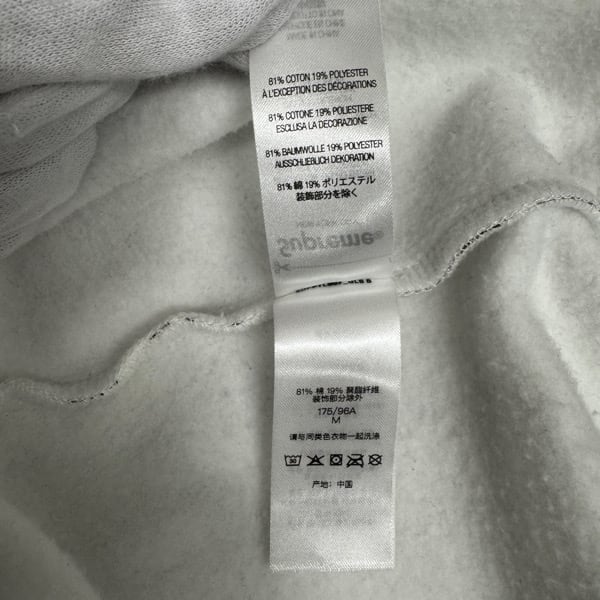 MADE IN CHINA
81% COTON 19% POLYESTER
À L'EXCEPTION DES DÉCORATIONS
81% COTONE 19% POLIESTERE
ESCLUSA LA DECORAZIONE
81% BAUMWOLLE 19% POLYESTER
AUSSCHLIEßLICH DEKORATION
81% 綿 19% ポリエステル
装飾部分を除く
Supreme®
81% 棉 19% 聚酯纤维
装饰部分除外
175/96A
M
请与同类色衣物一起洗涤
产地: 中国